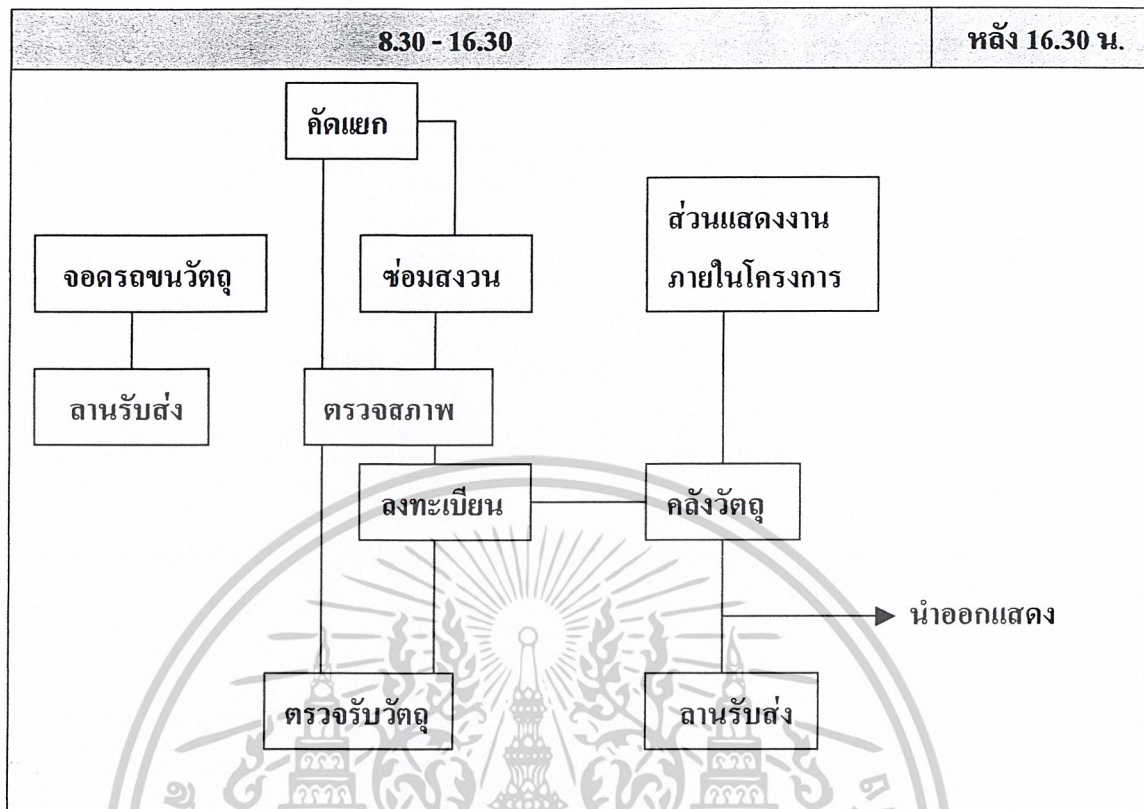 8.30 - 16.30
หลัง 16.30 น.
คัดแยก
ส่วนแสดงงาน
ภายในโครงการ
จอดรถขนวัตถุ
ซ่อมสงวน
ลานรับส่ง
ตรวจสภาพ
ลงทะเบียน
คลังวัตถุ
นำออกแสดง
ตรวจรับวัตถุ
ลานรับส่ง